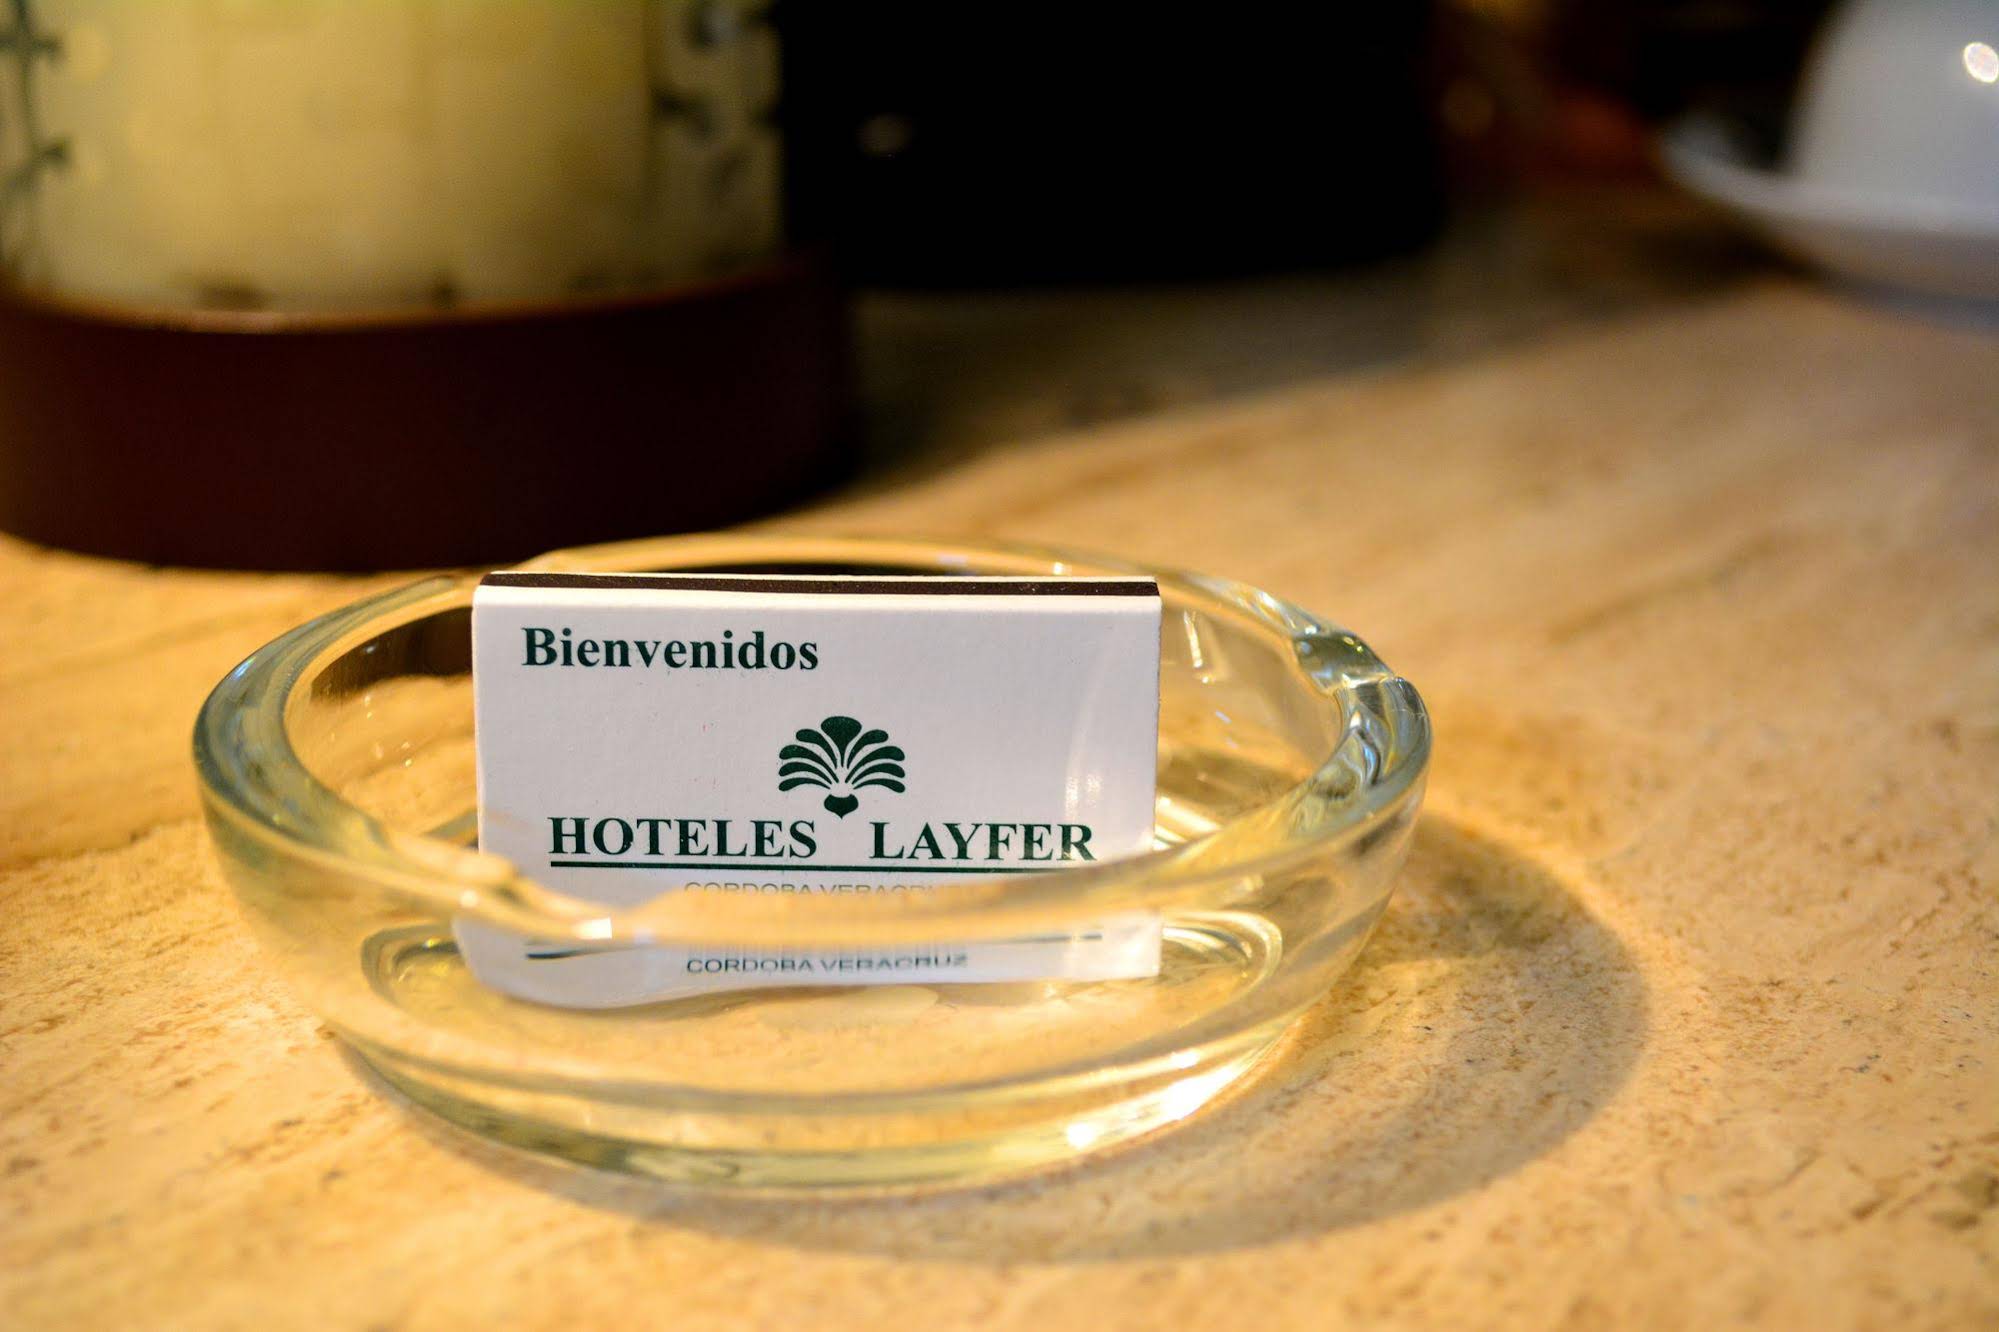 Bienvenidos
HOTELES LAYFER
CORDOBA VERACRUZ